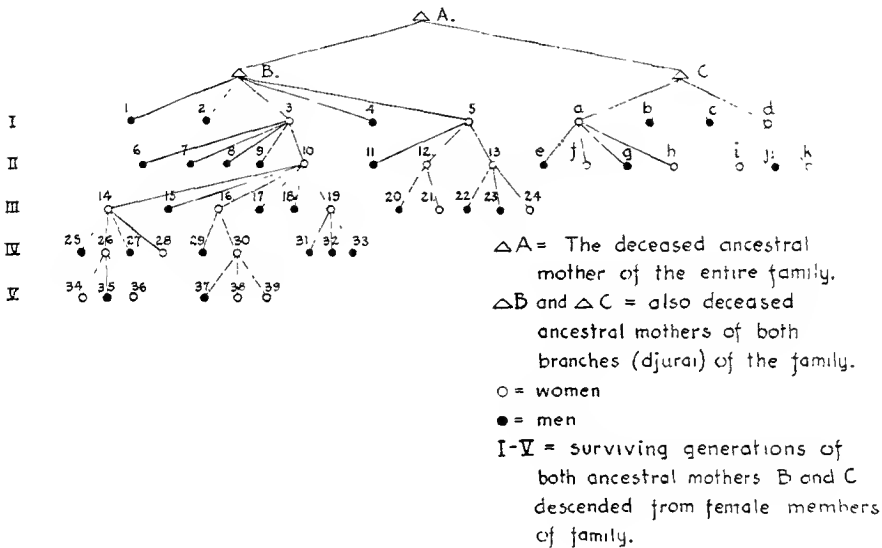 A.
B. C
I 1 2 3 4 5 a b c d
II 6 7 8 9 10 11 12 13 e f g h i j k
III 14 15 16 17 18 19 20 21 22 23 24
IV 25 26 27 28 29 30 31 32 33
V 34 35 36 37 38 39
△A = The deceased ancestral
mother of the entire family.
△B and △C = also deceased
ancestral mothers of both
branches (djurai) of the family.
○ = women
● = men
I-V = surviving generations of
both ancestral mothers B and C
descended from female members
of family.